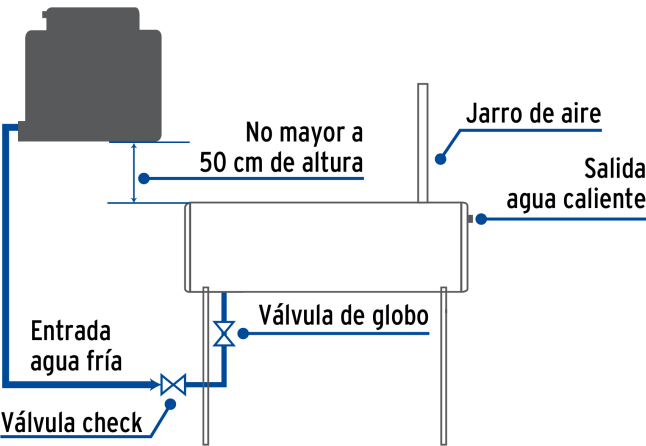 No mayor a
50 cm de altura
Jarro de aire
Salida
agua caliente
Válvula de globo
Entrada
agua fría
Válvula check